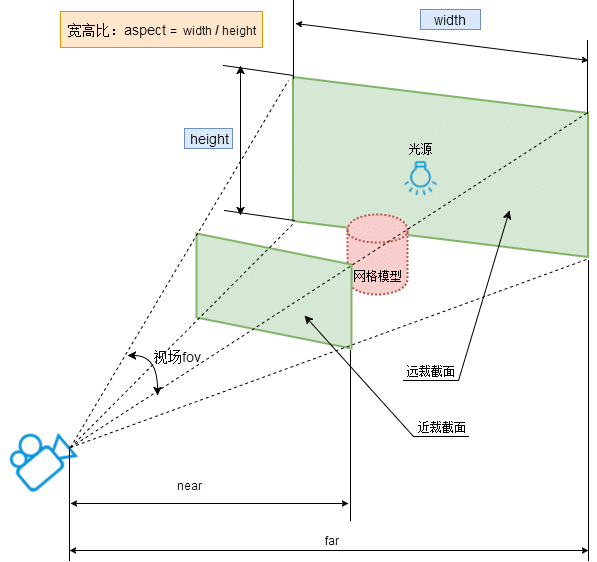 宽高比：aspect = width / height
width
height
光源
网格模型
视场fov
远裁截面
近裁截面
near
far